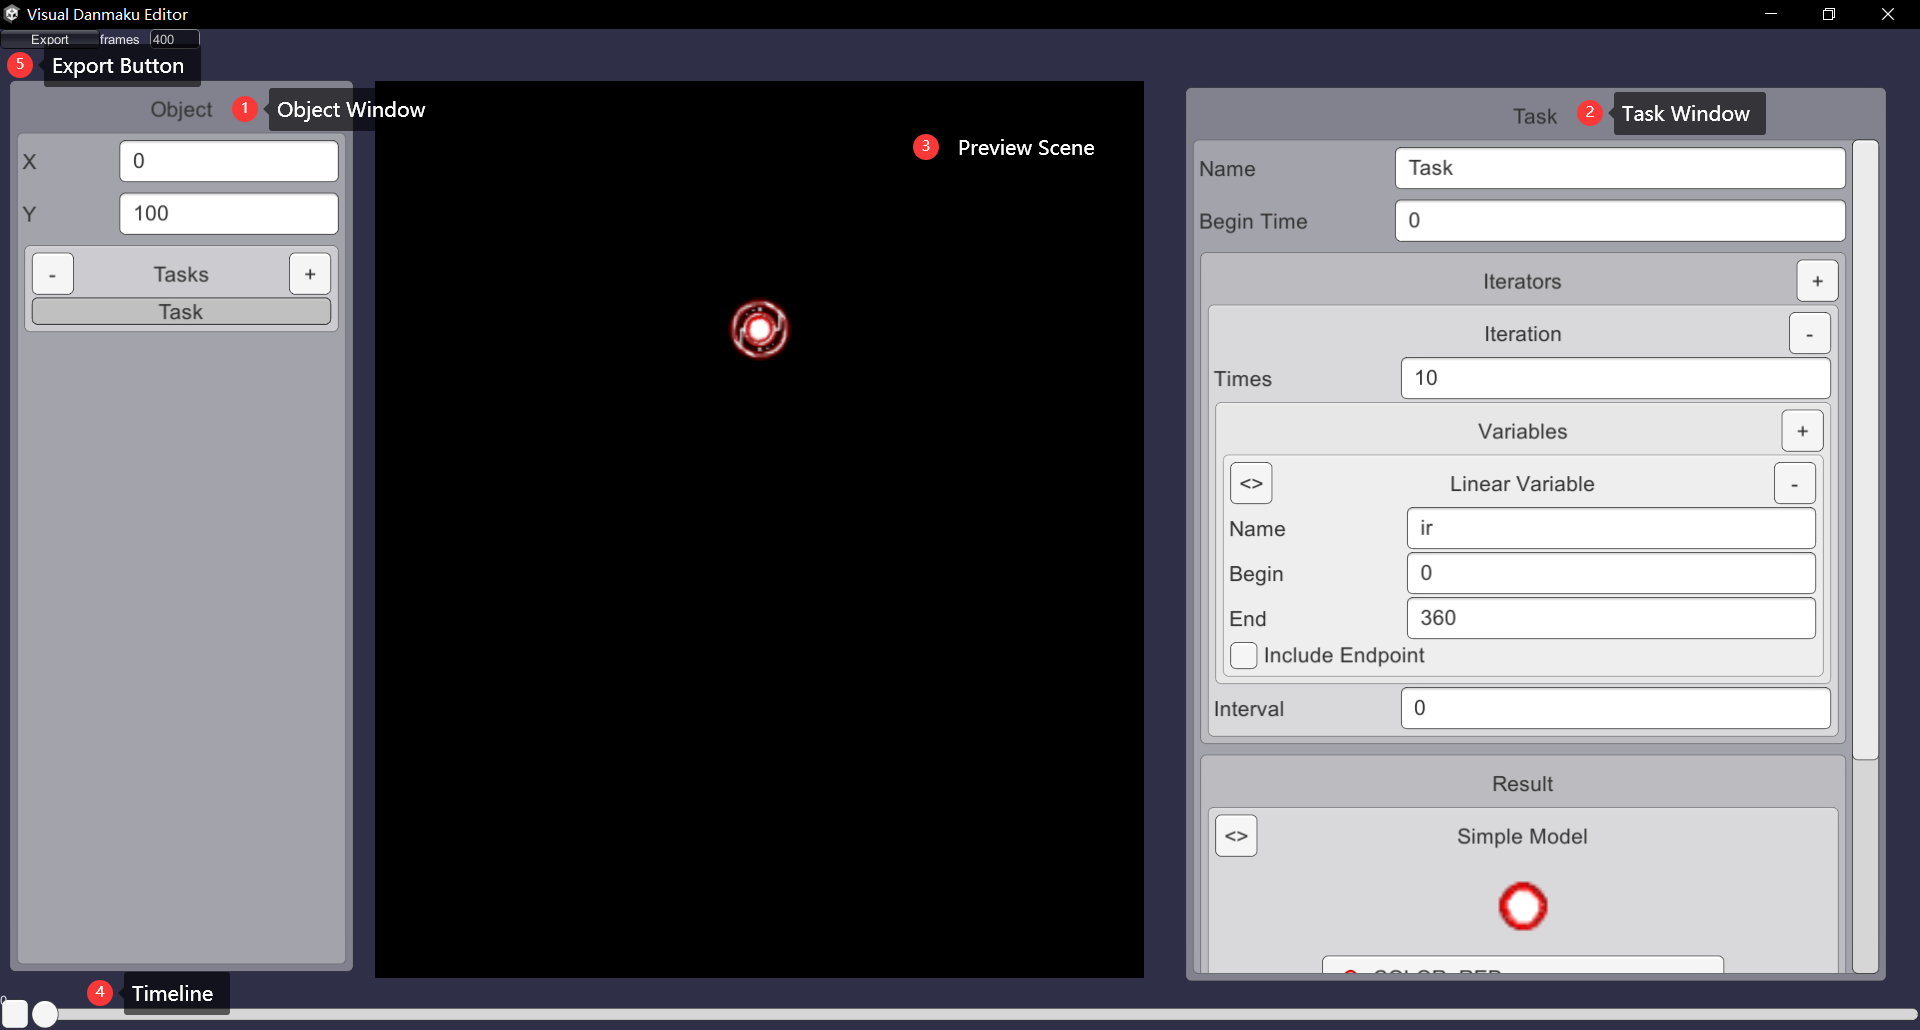 Visual Danmaku Editor
Export frames 400
5 Export Button
Object 1 Object Window
X 0
Y 100
- Tasks +
Task
3 Preview Scene
Task 2 Task Window
Name Task
Begin Time 0
Iterators +
Iteration -
Times 10
Variables +
<> Linear Variable -
Name ir
Begin 0
End 360
Include Endpoint
Interval 0
Result
<> Simple Model
COLOR_RED
0
4 Timeline